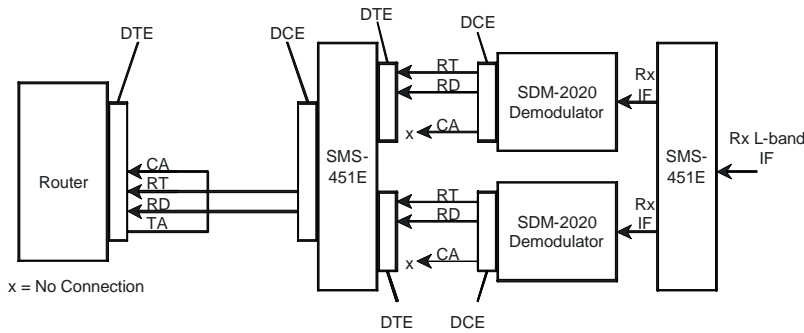 DTE
DCE
DTE
DCE
RT
RD
CA
x
SDM-2020
Demodulator
Rx
IF
Rx L-band
IF
Router
CA
RT
RD
TA
SMS-
451E
SMS-
451E
RT
RD
CA
x
SDM-2020
Demodulator
Rx
IF
x = No Connection
DTE
DCE